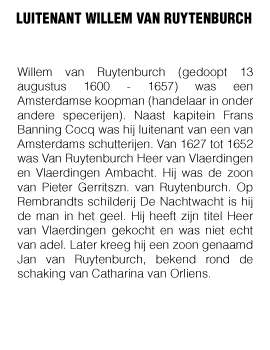 LUITENANT WILLEM VAN RUYTENBURCH
Willem van Ruytenburch (gedoopt 13
augustus 1600 - 1657) was een
Amsterdamse koopman (handelaar in onder
andere specerijen). Naast kapitein Frans
Banning Cocq was hij luitenant van een van
Amsterdams schutterijen. Van 1627 tot 1652
was Van Ruytenburch Heer van Vlaerdingen
en Vlaerdingen Ambacht. Hij was de zoon
van Pieter Gerritszn. van Ruytenburch. Op
Rembrandts schilderij De Nachtwacht is hij
de man in het geel. Hij heeft zijn titel Heer
van Vlaerdingen gekocht en was niet echt
van adel. Later kreeg hij een zoon genaamd
Jan van Ruytenburch, bekend rond de
schaking van Catharina van Orliens.